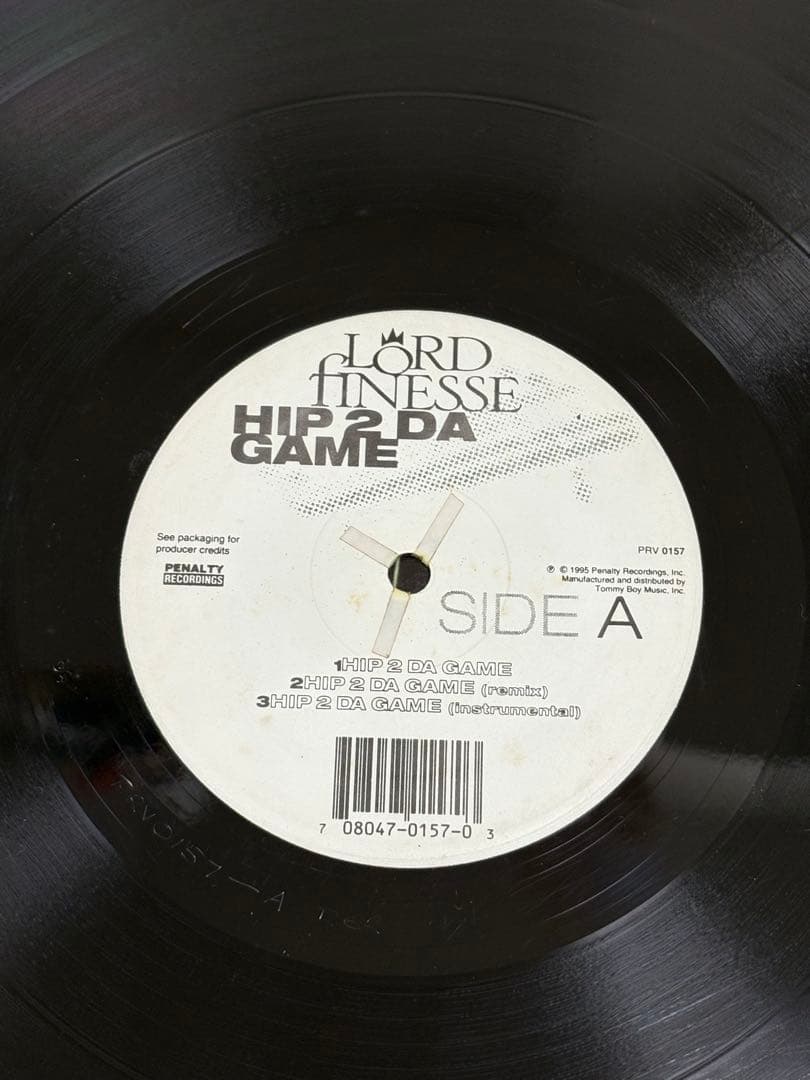 LORD
FINESSE
HIP 2 DA
GAME
See packaging for
producer credits
PENALTY
RECORDINGS
PRV 0157
℗ © 1995 Penalty Recordings, Inc.
Manufactured and distributed by
Tommy Boy Music, Inc.
SIDE A
1HIP 2 DA GAME
2HIP 2 DA GAME (remix)
3HIP 2 DA GAME (instrumental)
7 08047-0157-0 3
PRV0157-A